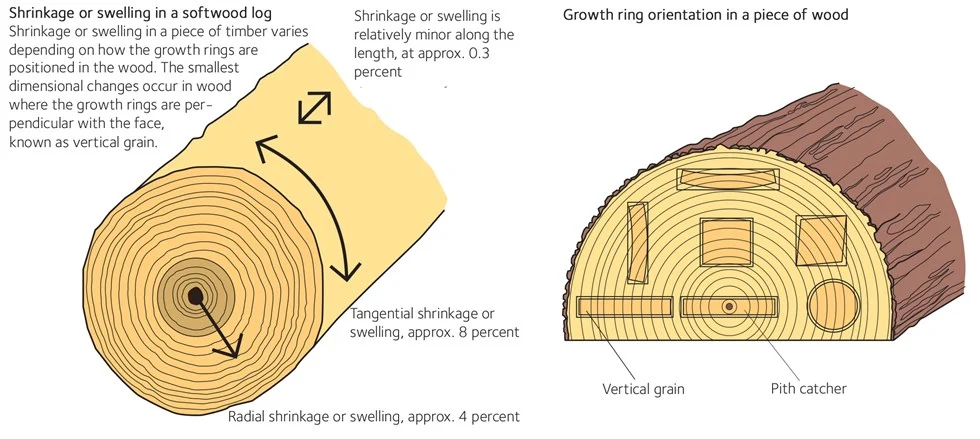 Shrinkage or swelling in a softwood log
Shrinkage or swelling in a piece of timber varies
depending on how the growth rings are
positioned in the wood. The smallest
dimensional changes occur in wood
where the growth rings are per-
pendicular with the face,
known as vertical grain.
Shrinkage or swelling is
relatively minor along the
length, at approx. 0.3
percent
Tangential shrinkage or
swelling, approx. 8 percent
Radial shrinkage or swelling, approx. 4 percent
Growth ring orientation in a piece of wood
Vertical grain
Pith catcher